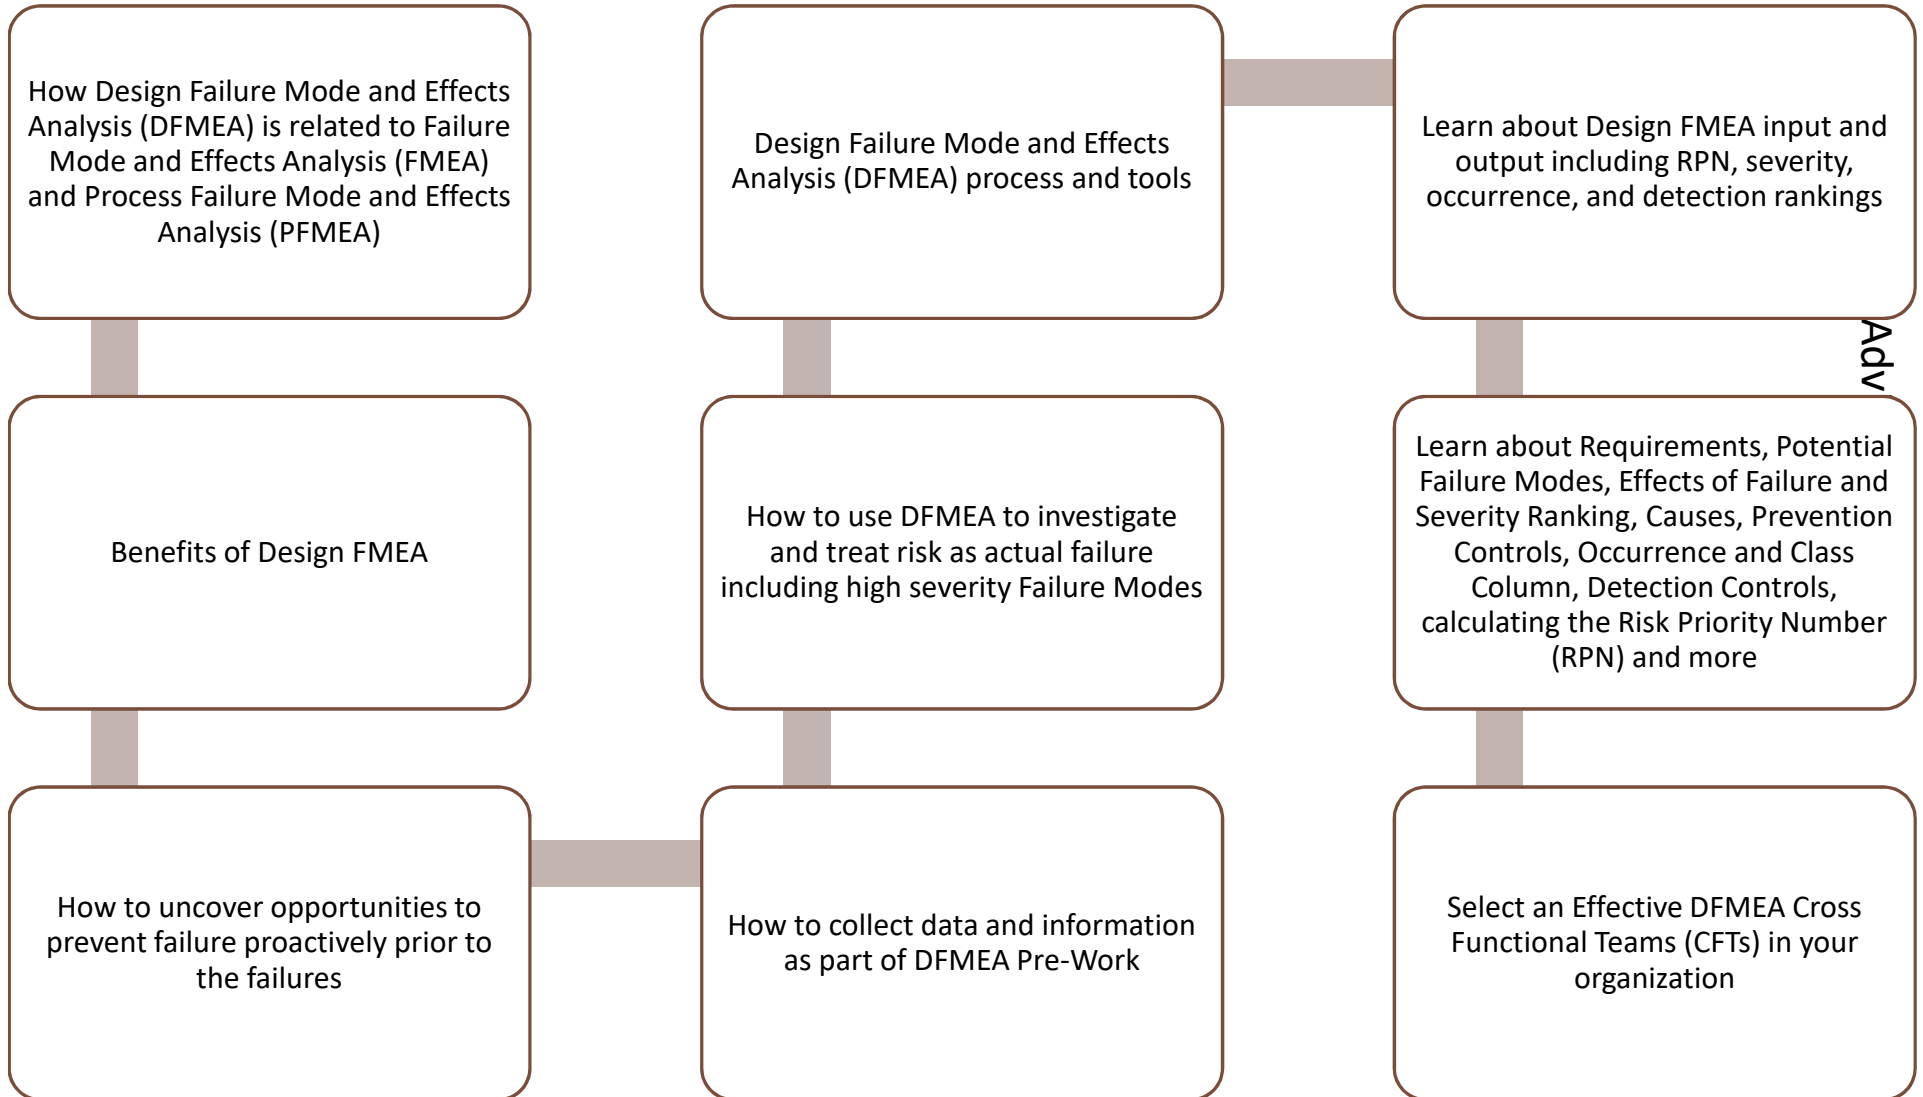 How Design Failure Mode and Effects
Analysis (DFMEA) is related to Failure
Mode and Effects Analysis (FMEA)
and Process Failure Mode and Effects
Analysis (PFMEA)
Benefits of Design FMEA
How to uncover opportunities to
prevent failure proactively prior to
the failures
How to collect data and information
as part of DFMEA Pre-Work
How to use DFMEA to investigate
and treat risk as actual failure
including high severity Failure Modes
Design Failure Mode and Effects
Analysis (DFMEA) process and tools
Learn about Design FMEA input and
output including RPN, severity,
occurrence, and detection rankings
Adv
Learn about Requirements, Potential
Failure Modes, Effects of Failure and
Severity Ranking, Causes, Prevention
Controls, Occurrence and Class
Column, Detection Controls,
calculating the Risk Priority Number
(RPN) and more
Select an Effective DFMEA Cross
Functional Teams (CFTs) in your
organization